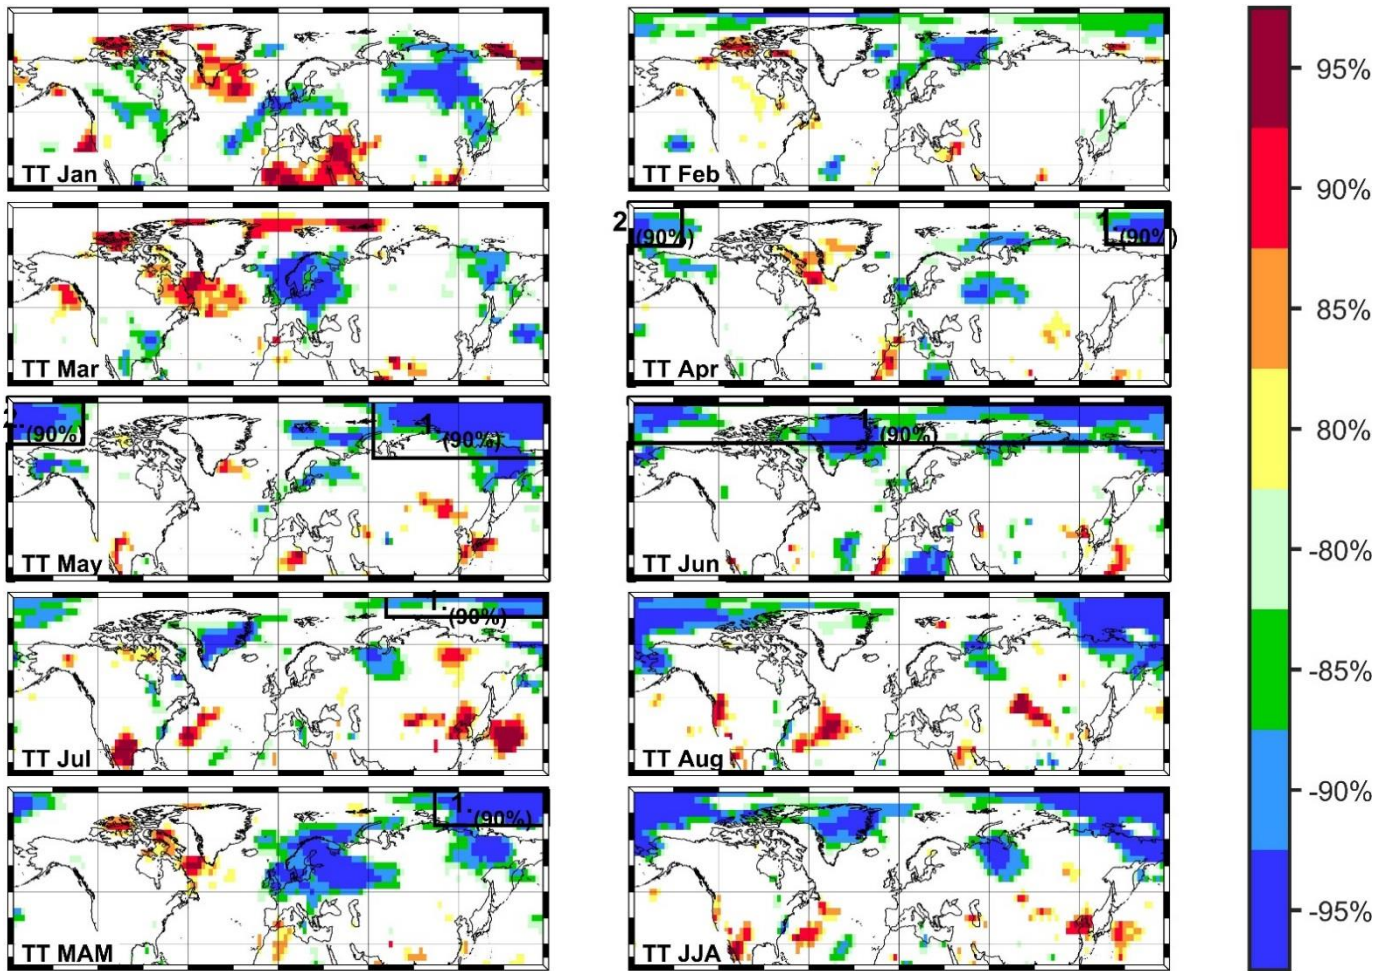 TT Jan
TT Feb
TT Mar
2
(90%)
1.
(90%)
TT Apr
2.
(90%)
1.
(90%)
TT May
1.
(90%)
TT Jun
1.
(90%)
TT Jul
TT Aug
1.
(90%)
TT MAM
TT JJA
95%
90%
85%
80%
-80%
-85%
-90%
-95%